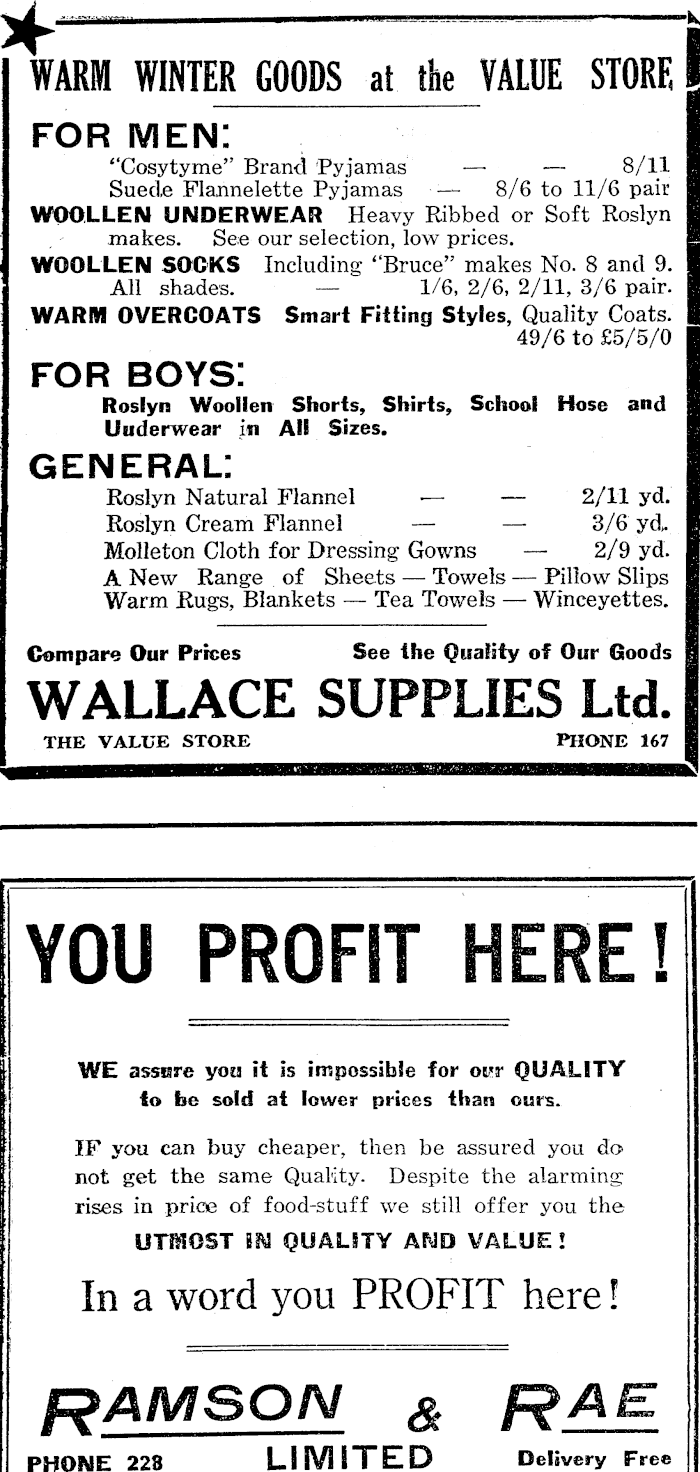 WARM WINTER GOODS at the VALUE STORE
FOR MEN:
"Cosytyme" Brand Pyjamas — — 8/11
Suede Flannelette Pyjamas — 8/6 to 11/6 pair
WOOLLEN UNDERWEAR Heavy Ribbed or Soft Roslyn
makes. See our selection, low prices.
WOOLLEN SOCKS Including "Bruce" makes No. 8 and 9.
All shades. — 1/6, 2/6, 2/11, 3/6 pair.
WARM OVERCOATS Smart Fitting Styles, Quality Coats.
49/6 to £5/5/0
FOR BOYS:
Roslyn Woollen Shorts, Shirts, School Hose and
Uuderwear in All Sizes.
GENERAL:
Roslyn Natural Flannel — — 2/11 yd.
Roslyn Cream Flannel — — 3/6 yd.
Molleton Cloth for Dressing Gowns — 2/9 yd.
A New Range of Sheets — Towels — Pillow Slips
Warm Rugs, Blankets — Tea Towels — Winceyettes.
Compare Our Prices See the Quality of Our Goods
WALLACE SUPPLIES Ltd.
THE VALUE STORE PHONE 167
YOU PROFIT HERE!
WE assure you it is impossible for our QUALITY
to be sold at lower prices than ours.
IF you can buy cheaper, then be assured you do
not get the same Quality. Despite the alarming
rises in price of food-stuff we still offer you the
UTMOST IN QUALITY AND VALUE!
In a word you PROFIT here!
RAMSON & RAE
PHONE 228 LIMITED Delivery Free